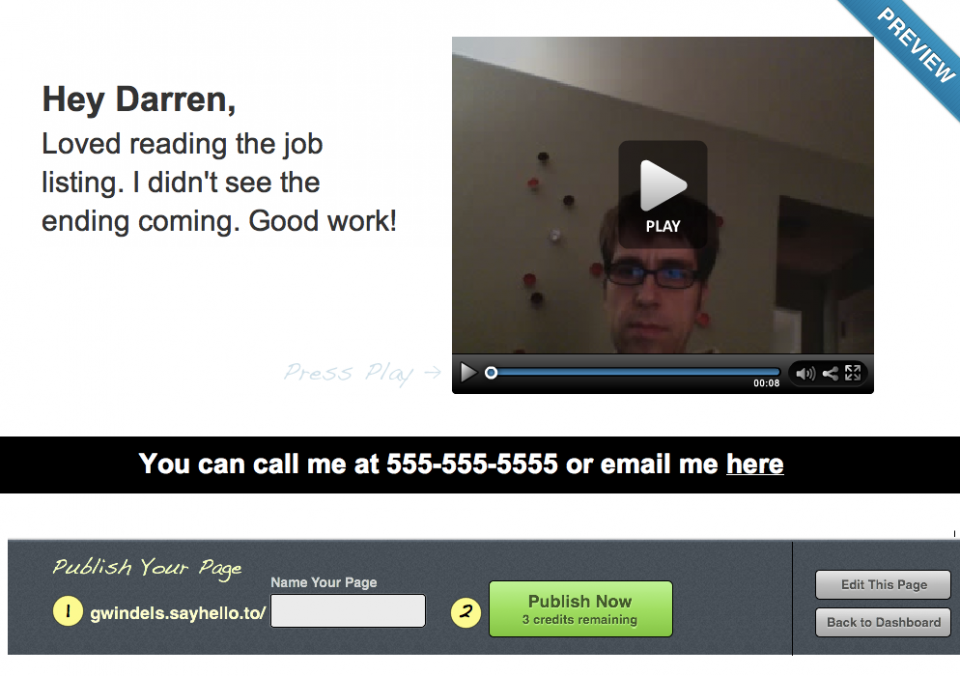 PREVIEW
Hey Darren,
Loved reading the job
listing. I didn't see the
ending coming. Good work!
PLAY
Press Play →
00:08
You can call me at 555-555-5555 or email me here
Publish Your Page
Name Your Page
1 gwindels.sayhello.to/
2
Publish Now
3 credits remaining
Edit This Page
Back to Dashboard